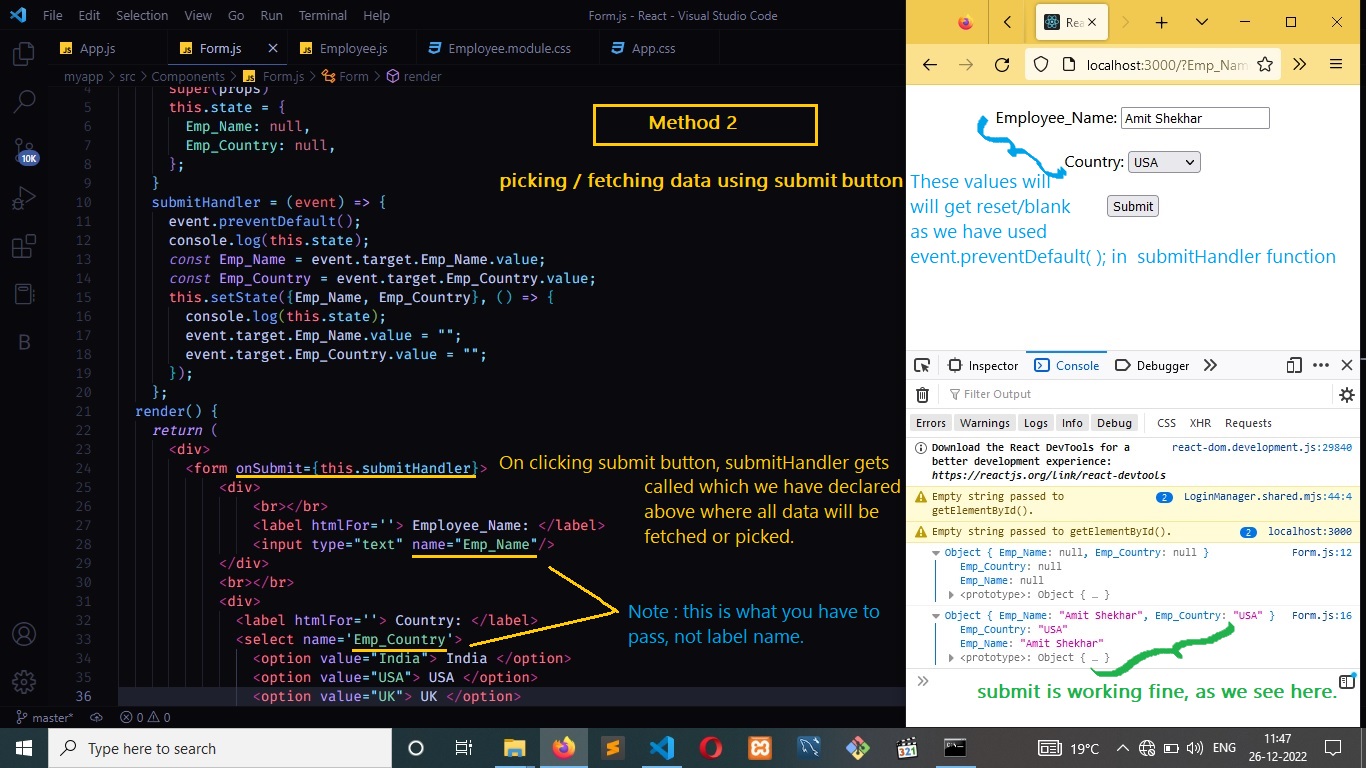 File Edit Selection View Go Run Terminal Help Form.js - React - Visual Studio Code
App.js Form.js Employee.js Employee.module.css App.css
myapp > src > Components > Form.js > Form > render
4 super(props)
5 this.state = {
6 Emp_Name: null,
7 Emp_Country: null,
8 };
9 }
10 submitHandler = (event) => {
11 event.preventDefault();
12 console.log(this.state);
13 const Emp_Name = event.target.Emp_Name.value;
14 const Emp_Country = event.target.Emp_Country.value;
15 this.setState({Emp_Name, Emp_Country}, () => {
16 console.log(this.state);
17 event.target.Emp_Name.value = "";
18 event.target.Emp_Country.value = "";
19 });
20 };
21 render() {
22 return (
23 <div>
24 <form onSubmit={this.submitHandler}>
25 <div>
26 <br></br>
27 <label htmlFor=''> Employee_Name: </label>
28 <input type="text" name="Emp_Name"/>
29 </div>
30 <br></br>
31 <div>
32 <label htmlFor=''> Country: </label>
33 <select name='Emp_Country'>
34 <option value="India"> India </option>
35 <option value="USA"> USA </option>
36 <option value="UK"> UK </option>
Method 2
picking / fetching data using submit button
On clicking submit button, submitHandler gets
called which we have declared
above where all data will be
fetched or picked.
Note : this is what you have to
pass, not label name.
10K
B
master* 0 0
Rea
localhost:3000/?Emp_Nam
Employee_Name: Amit Shekhar
Country: USA
Submit
These values will
will get reset/blank
as we have used
event.preventDefault( ); in submitHandler function
Inspector Console Debugger
Filter Output
Errors Warnings Logs Info Debug CSS XHR Requests
Download the React DevTools for a react-dom.development.js:29840
better development experience:
https://reactjs.org/link/react-devtools
Empty string passed to 2 LoginManager.shared.mjs:44:4
getElementById().
Empty string passed to getElementById(). 2 localhost:3000
Object { Emp_Name: null, Emp_Country: null } Form.js:12
Emp_Country: null
Emp_Name: null
<prototype>: Object { … }
Object { Emp_Name: "Amit Shekhar", Emp_Country: "USA" } Form.js:16
Emp_Country: "USA"
Emp_Name: "Amit Shekhar"
<prototype>: Object { … }
submit is working fine, as we see here.
Type here to search
321
19°C ENG 11:47
26-12-2022